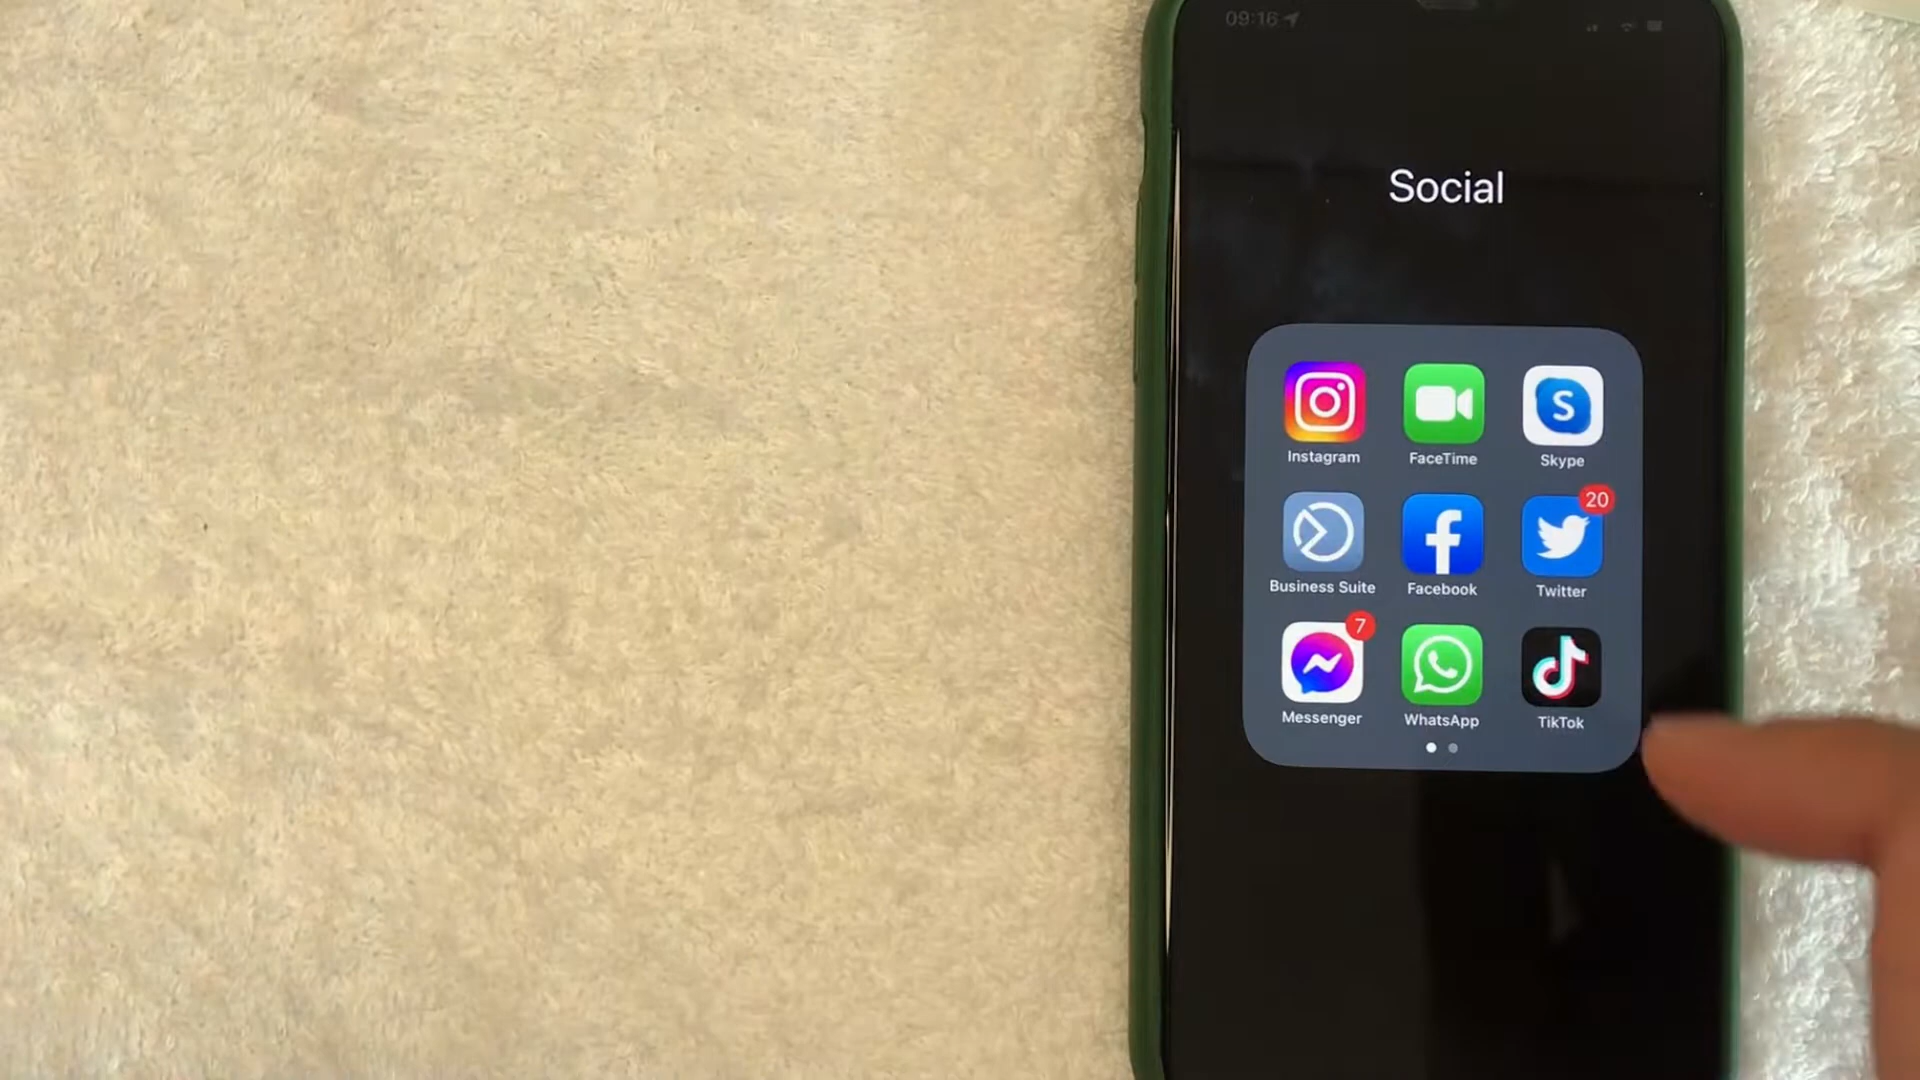 09:16
Social
Instagram FaceTime Skype
20
Business Suite Facebook Twitter
7
Messenger WhatsApp TikTok